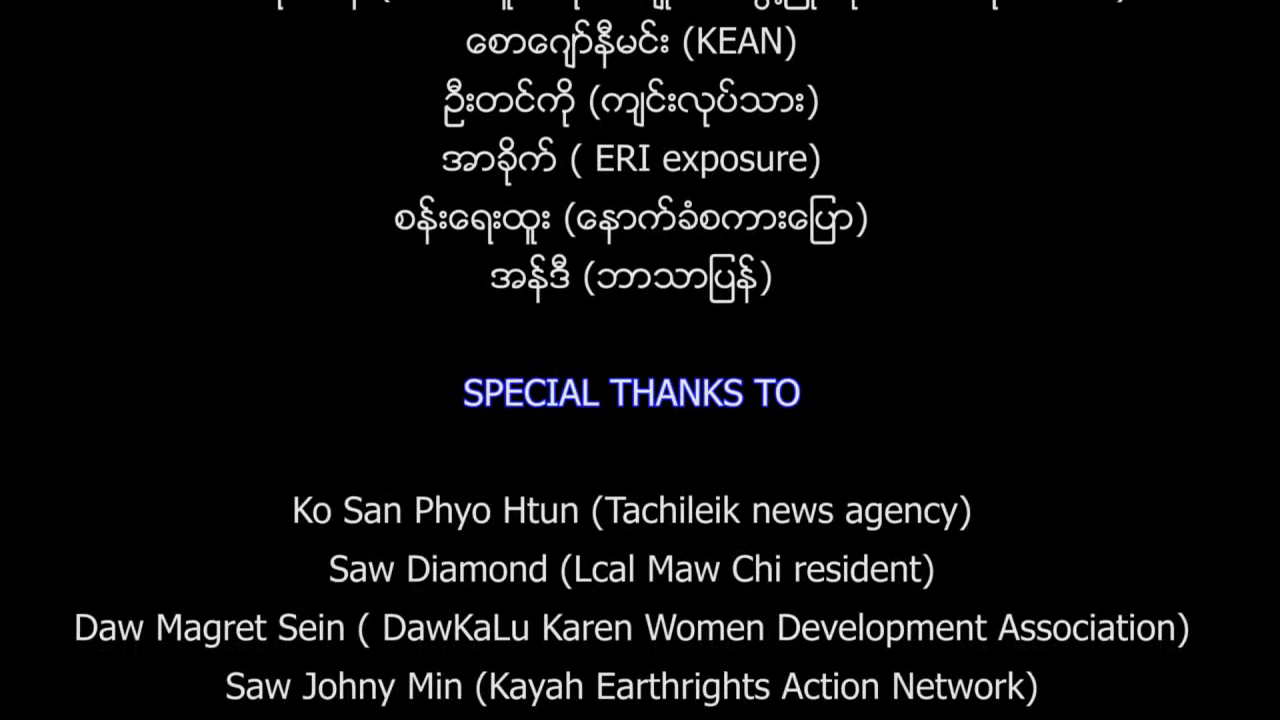 စောဂျော်နီမင်း (KEAN)
ဦးတင်ကို (ကျင်းလုပ်သား)
အာခိုက် ( ERI exposure)
စန်းရေးထူး (နောက်ခံစကားပြော)
အန်ဒီ (ဘာသာပြန်)
SPECIAL THANKS TO
Ko San Phyo Htun (Tachileik news agency)
Saw Diamond (Lcal Maw Chi resident)
Daw Magret Sein ( DawKaLu Karen Women Development Association)
Saw Johny Min (Kayah Earthrights Action Network)